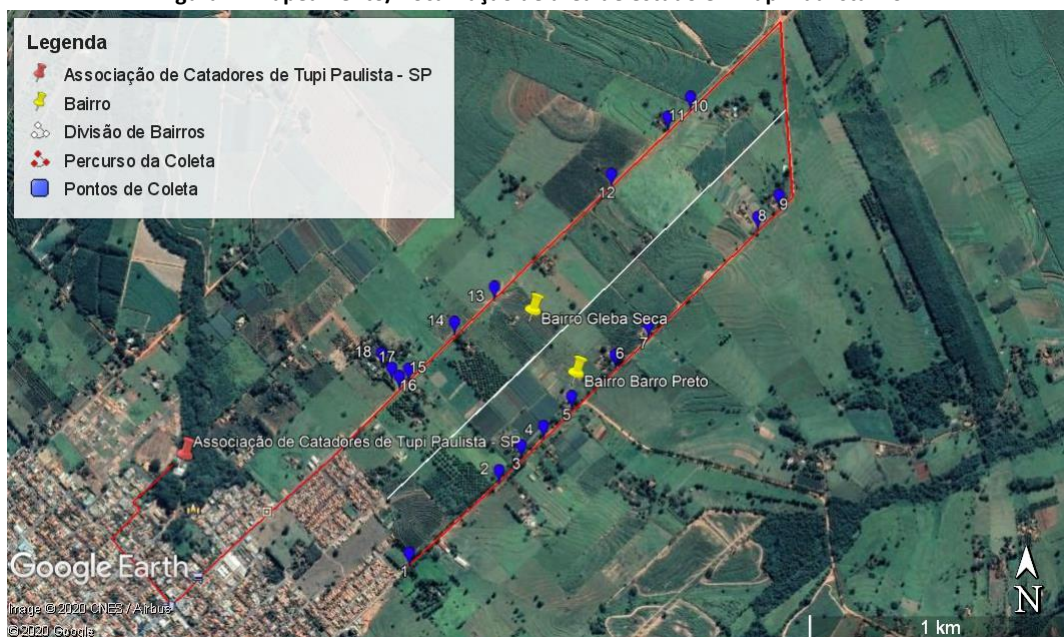 Legenda
Associação de Catadores de Tupi Paulista - SP
Bairro
Divisão de Bairros
Percurso da Coleta
Pontos de Coleta
10
11
12
9
8
13
Bairro Gleba Seca
14
7
18
17
15
6
16
Bairro Barro Preto
5
4
Associação de Catadores de Tupi Paulista - SP
3
2
1
Google Earth
Image © 2020 CNES / Airbus
© 2020 Google
N
1 km